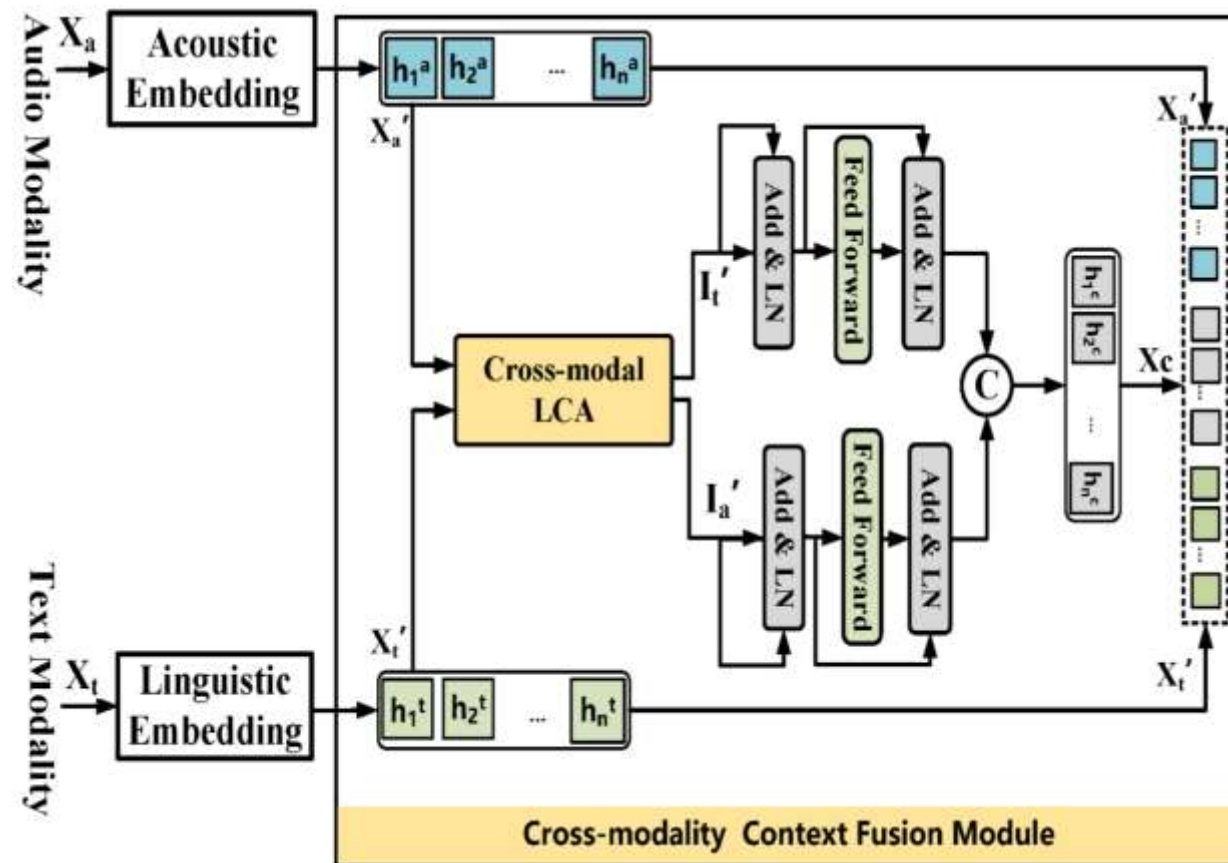 Audio Modality
Xₐ
Acoustic
Embedding
h₁ᵃ h₂ᵃ ... hₙᵃ
Xₐ′
Xₐ′
Add & LN
Feed Forward
Add & LN
Iₜ′
Cross-modal
LCA
Iₐ′
Add & LN
Feed Forward
Add & LN
C
h₁ᶜ
h₂ᶜ
...
hₙᶜ
Xc
...
...
...
Text Modality
Xₜ
Linguistic
Embedding
Xₜ′
h₁ᵗ h₂ᵗ ... hₙᵗ
Xₜ′
Cross-modality Context Fusion Module